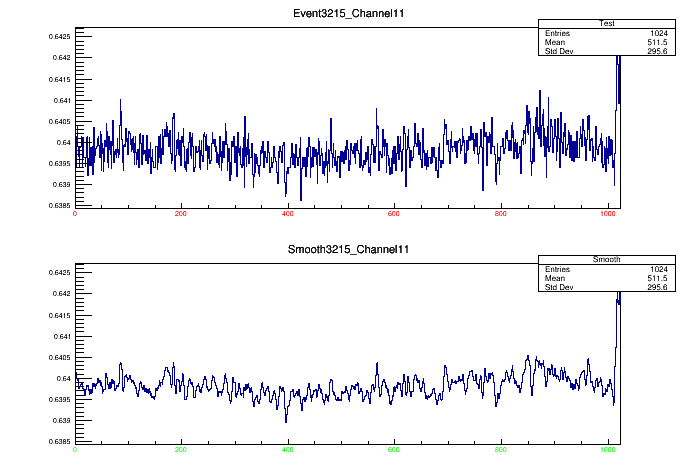 Event3215_Channel11
Test
Entries 1024
Mean 511.5
Std Dev 295.6
0.6425
0.642
0.6415
0.641
0.6405
0.64
0.6395
0.639
0.6385
0 200 400 600 800 1000
Smooth3215_Channel11
Smooth
Entries 1024
Mean 511.5
Std Dev 295.6
0.6425
0.642
0.6415
0.641
0.6405
0.64
0.6395
0.639
0.6385
0 200 400 600 800 1000